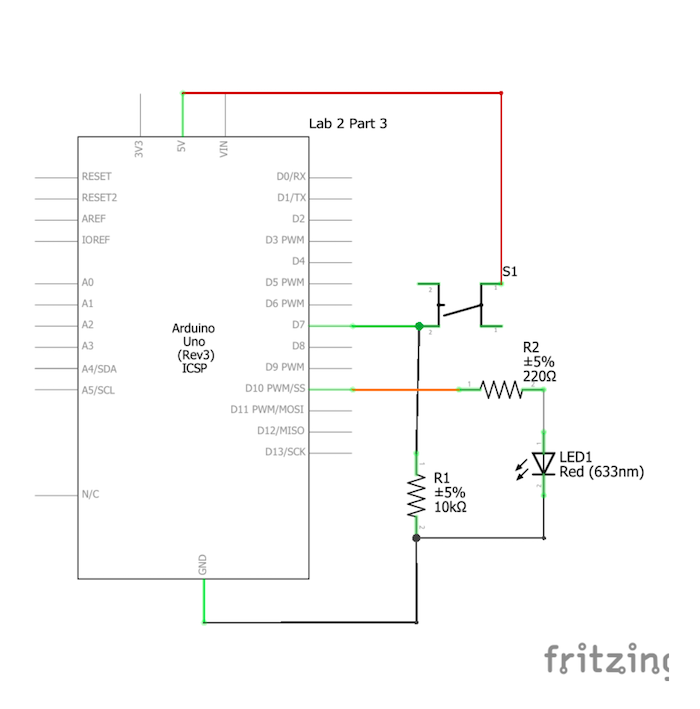 Lab 2 Part 3
3V3
5V
VIN
RESET
RESET2
AREF
IOREF
A0
A1
A2
A3
A4/SDA
A5/SCL
N/C
Arduino
Uno
(Rev3)
ICSP
D0/RX
D1/TX
D2
D3 PWM
D4
D5 PWM
D6 PWM
D7
D8
D9 PWM
D10 PWM/SS
D11 PWM/MOSI
D12/MISO
D13/SCK
GND
S1
2
1
2
1
R2
±5%
220Ω
1
LED1
Red (633nm)
1
2
R1
±5%
10kΩ
1
2
fritzing